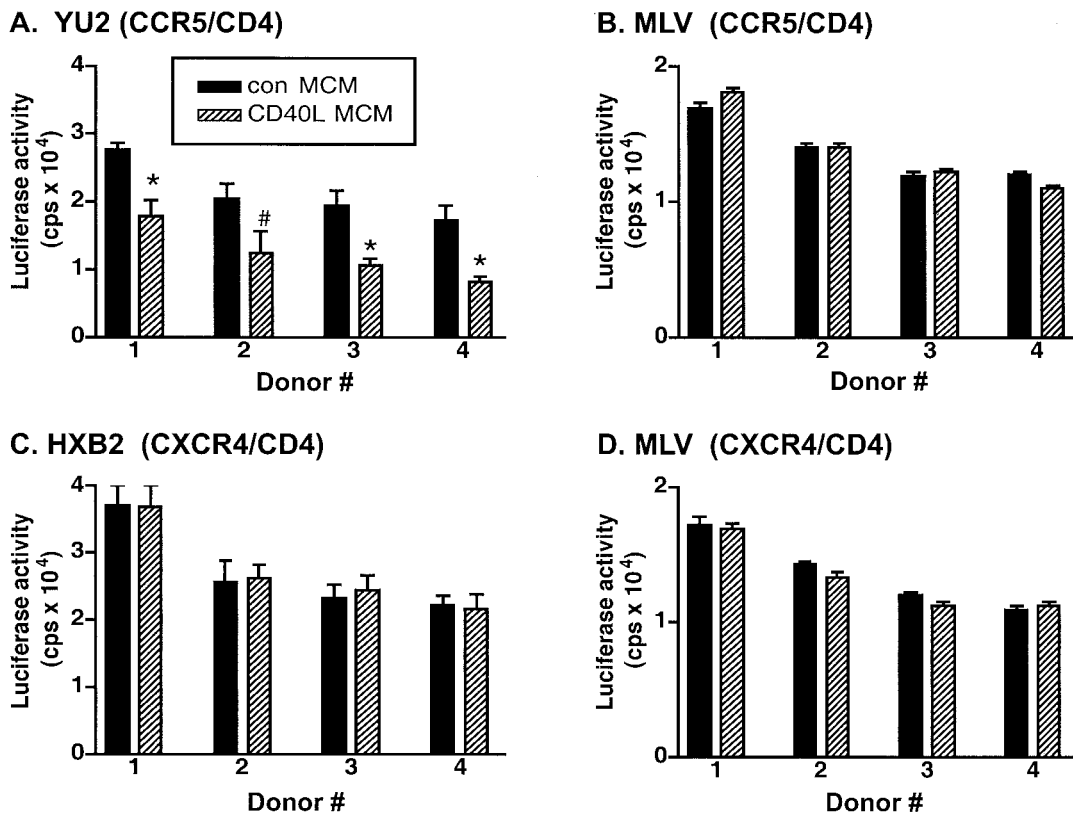 A. YU2 (CCR5/CD4)
4
3
2
1
0
Luciferase activity
(cps x 10⁴)
con MCM
CD40L MCM
*
#
*
*
1 2 3 4
Donor #
B. MLV (CCR5/CD4)
2
1
0
Luciferase activity
(cps x 10⁴)
1 2 3 4
Donor #
C. HXB2 (CXCR4/CD4)
4
3
2
1
0
Luciferase activity
(cps x 10⁴)
1 2 3 4
Donor #
D. MLV (CXCR4/CD4)
2
1
0
Luciferase activity
(cps x 10⁴)
1 2 3 4
Donor #